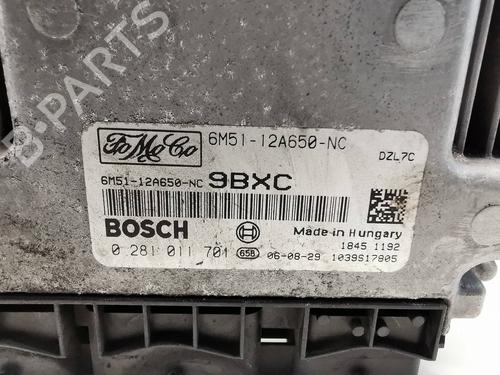 B-PARTS
FoMoCo 6M51-12A650-NC
DZL7C
6M51-12A650-NC 9BXC
BOSCH
Made in Hungary
1845 1192
0 281 011 701 65B 06-08-29 1039S17805